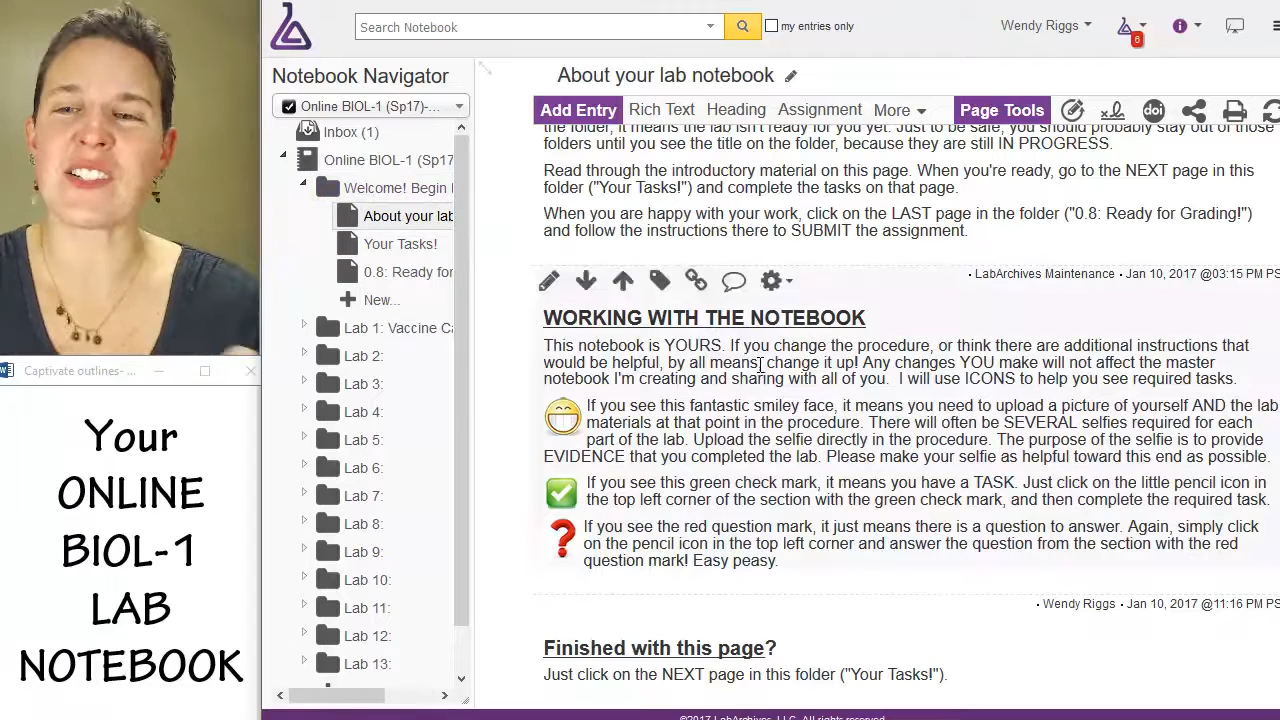 Search Notebook
my entries only
Wendy Riggs
6
Notebook Navigator
Online BIOL-1 (Sp17)-...
Inbox (1)
Online BIOL-1 (Sp17
Welcome! Begin
About your lab
Your Tasks!
0.8: Ready for
New...
Lab 1: Vaccine Ca
Lab 2:
Lab 3:
Lab 4:
Lab 5:
Lab 6:
Lab 7:
Lab 8:
Lab 9:
Lab 10:
Lab 11:
Lab 12:
Lab 13:
About your lab notebook
Add Entry Rich Text Heading Assignment More Page Tools doi
the folder, it means the lab isn't ready for you yet. Just to be safe, you should probably stay out of those
folders until you see the title on the folder, because they are still IN PROGRESS.
Read through the introductory material on this page. When you're ready, go to the NEXT page in this
folder ("Your Tasks!") and complete the tasks on that page.
When you are happy with your work, click on the LAST page in the folder ("0.8: Ready for Grading!")
and follow the instructions there to SUBMIT the assignment.
• LabArchives Maintenance • Jan 10, 2017 @03:15 PM PS
WORKING WITH THE NOTEBOOK
This notebook is YOURS. If you change the procedure, or think there are additional instructions that
would be helpful, by all means change it up! Any changes YOU make will not affect the master
notebook I'm creating and sharing with all of you. I will use ICONS to help you see required tasks.
If you see this fantastic smiley face, it means you need to upload a picture of yourself AND the lab
materials at that point in the procedure. There will often be SEVERAL selfies required for each
part of the lab. Upload the selfie directly in the procedure. The purpose of the selfie is to provide
EVIDENCE that you completed the lab. Please make your selfie as helpful toward this end as possible.
If you see this green check mark, it means you have a TASK. Just click on the little pencil icon in
the top left corner of the section with the green check mark, and then complete the required task.
If you see the red question mark, it just means there is a question to answer. Again, simply click
on the pencil icon in the top left corner and answer the question from the section with the red
question mark! Easy peasy.
• Wendy Riggs • Jan 10, 2017 @11:16 PM PS
Finished with this page?
Just click on the NEXT page in this folder ("Your Tasks!").
©2017 LabArchives, LLC. All rights reserved.
Captivate outlines- ...
Your
ONLINE
BIOL-1
LAB
NOTEBOOK